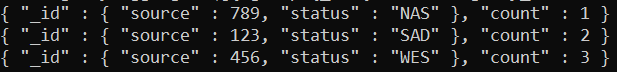 { "_id" : { "source" : 789, "status" : "NAS" }, "count" : 1 }
{ "_id" : { "source" : 123, "status" : "SAD" }, "count" : 2 }
{ "_id" : { "source" : 456, "status" : "WES" }, "count" : 3 }